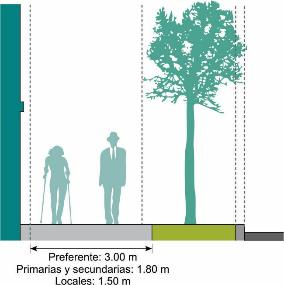 Preferente: 3.00 m
Primarias y secundarias: 1.80 m
Locales: 1.50 m